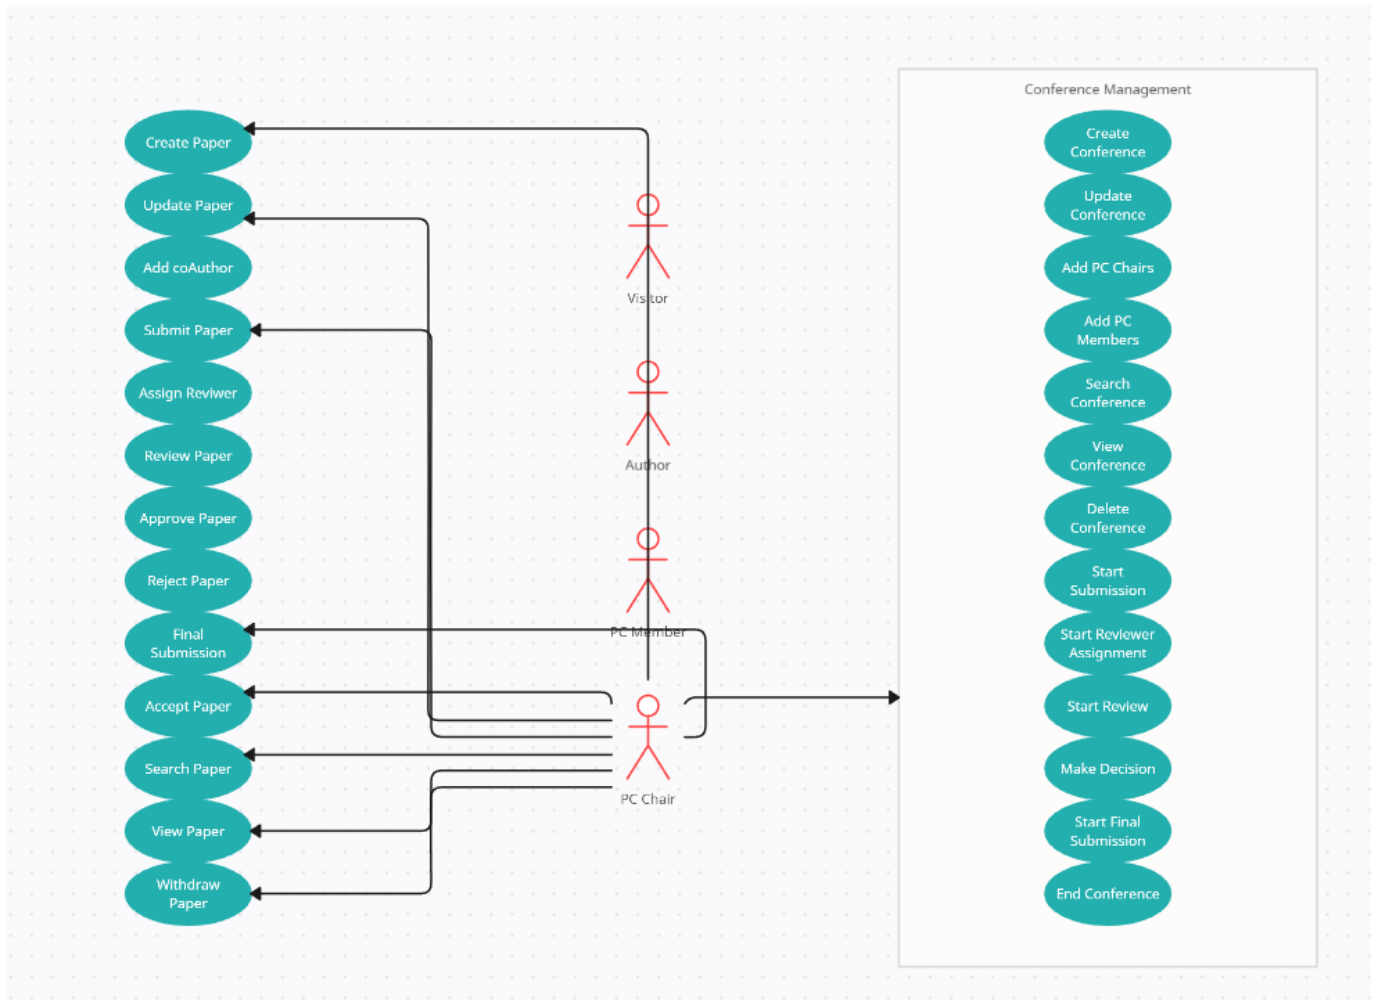 Create Paper
Update Paper
Add coAuthor
Submit Paper
Assign Reviwer
Review Paper
Approve Paper
Reject Paper
Final
Submission
Accept Paper
Search Paper
View Paper
Withdraw
Paper
Visitor
Author
PC Member
PC Chair
Conference Management
Create
Conference
Update
Conference
Add PC Chairs
Add PC
Members
Search
Conference
View
Conference
Delete
Conference
Start
Submission
Start Reviewer
Assignment
Start Review
Make Decision
Start Final
Submission
End Conference